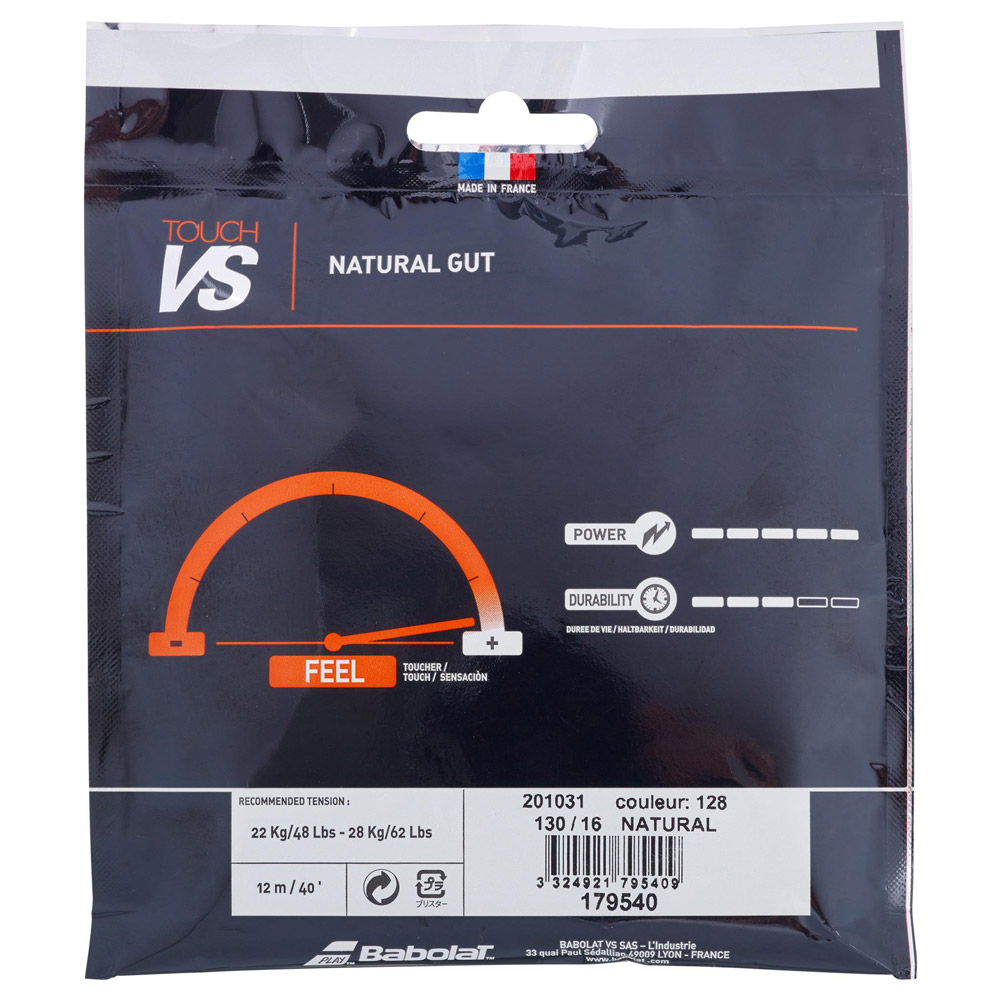 MADE IN FRANCE
TOUCH
VS
NATURAL GUT
POWER
DURABILITY
DUREE DE VIE / HALTBARKEIT / DURABILIDAD
-
+
FEEL
TOUCHER /
TOUCH / SENSACIÒN
RECOMMENDED TENSION :
22 Kg/48 Lbs - 28 Kg/62 Lbs
12 m / 40 '
プラ
ブリスター
201031 couleur: 128
130 / 16 NATURAL
3 324921 795409
179540
PLAY
BabolaT
BABOLAT VS SAS – L'Industrie
33 quai Paul Sédallian 69009 LYON - FRANCE